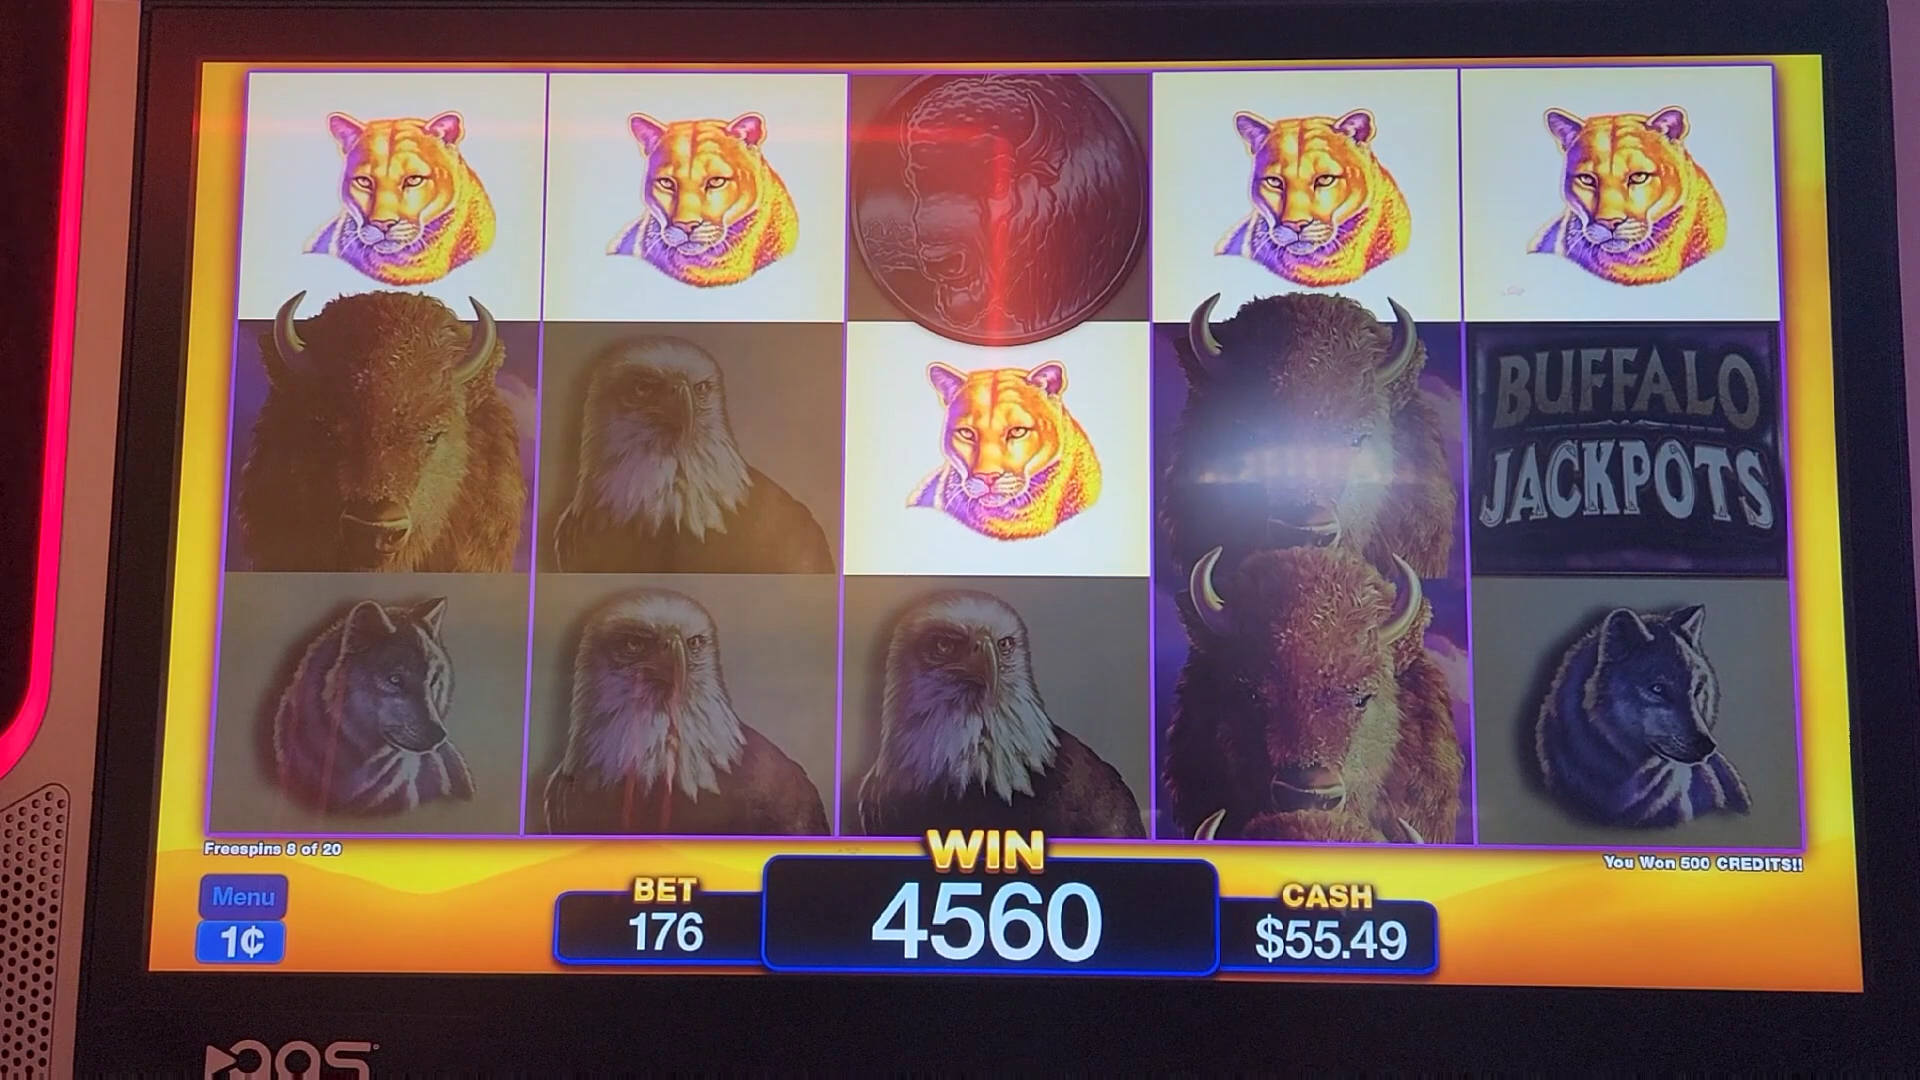 BUFFALO
JACKPOTS
Freespins 8 of 20
WIN
You Won 500 CREDITS!!
Menu
BET
CASH
1¢
176
4560
$55.49